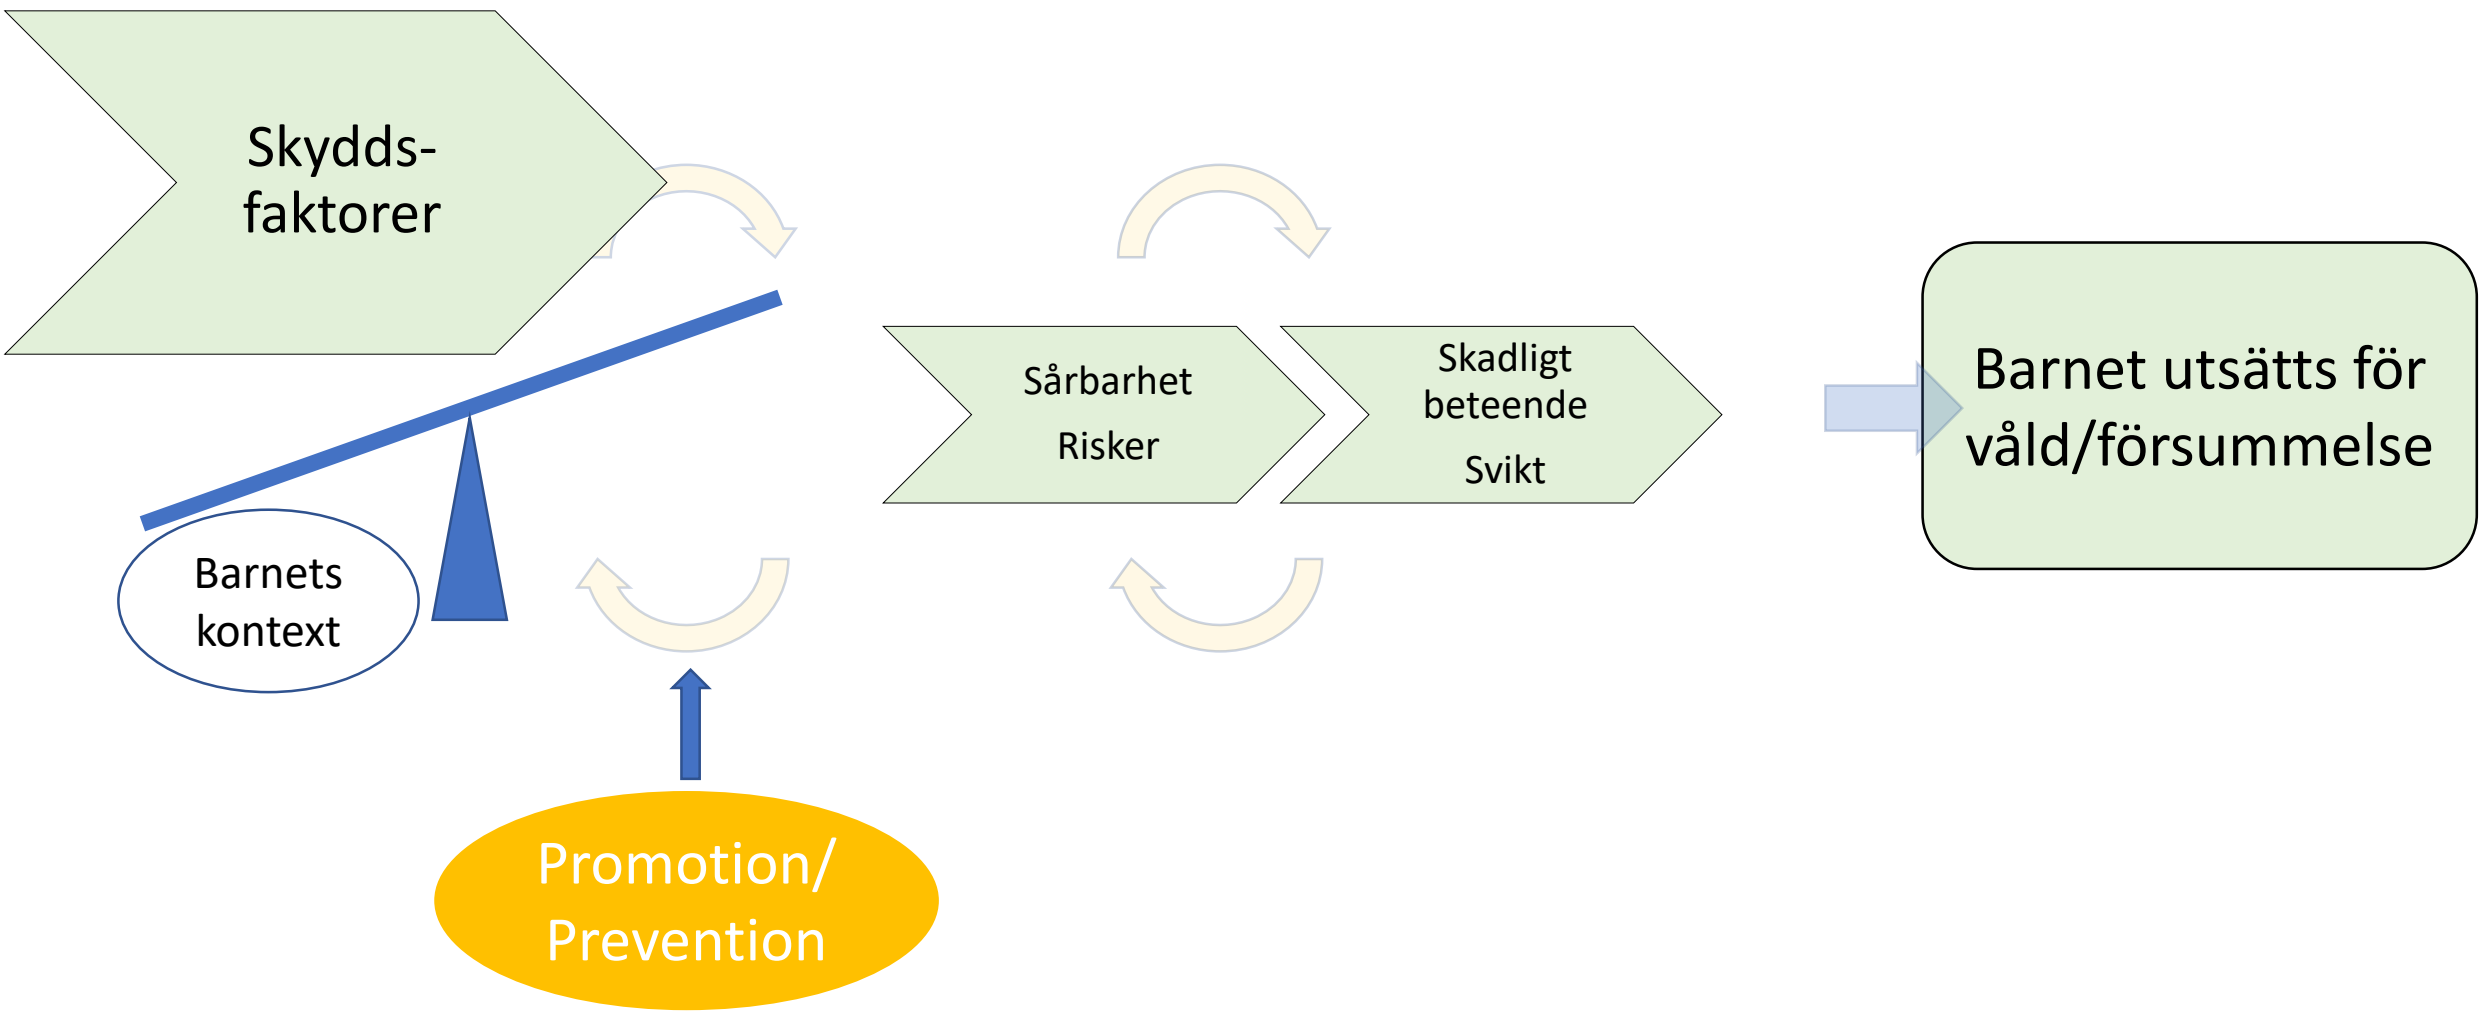 Skydds-
faktorer
Sårbarhet
Risker
Skadligt
beteende
Svikt
Barnet utsätts för
våld/försummelse
Barnets
kontext
Promotion/
Prevention